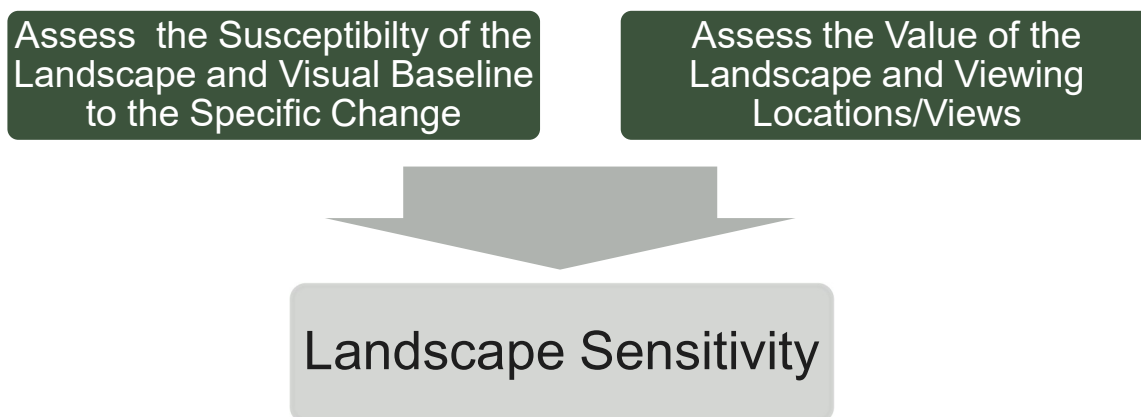 Assess  the Susceptibilty of the
Landscape and Visual Baseline
to the Specific Change
Assess the Value of the
Landscape and Viewing
Locations/Views
Landscape Sensitivity